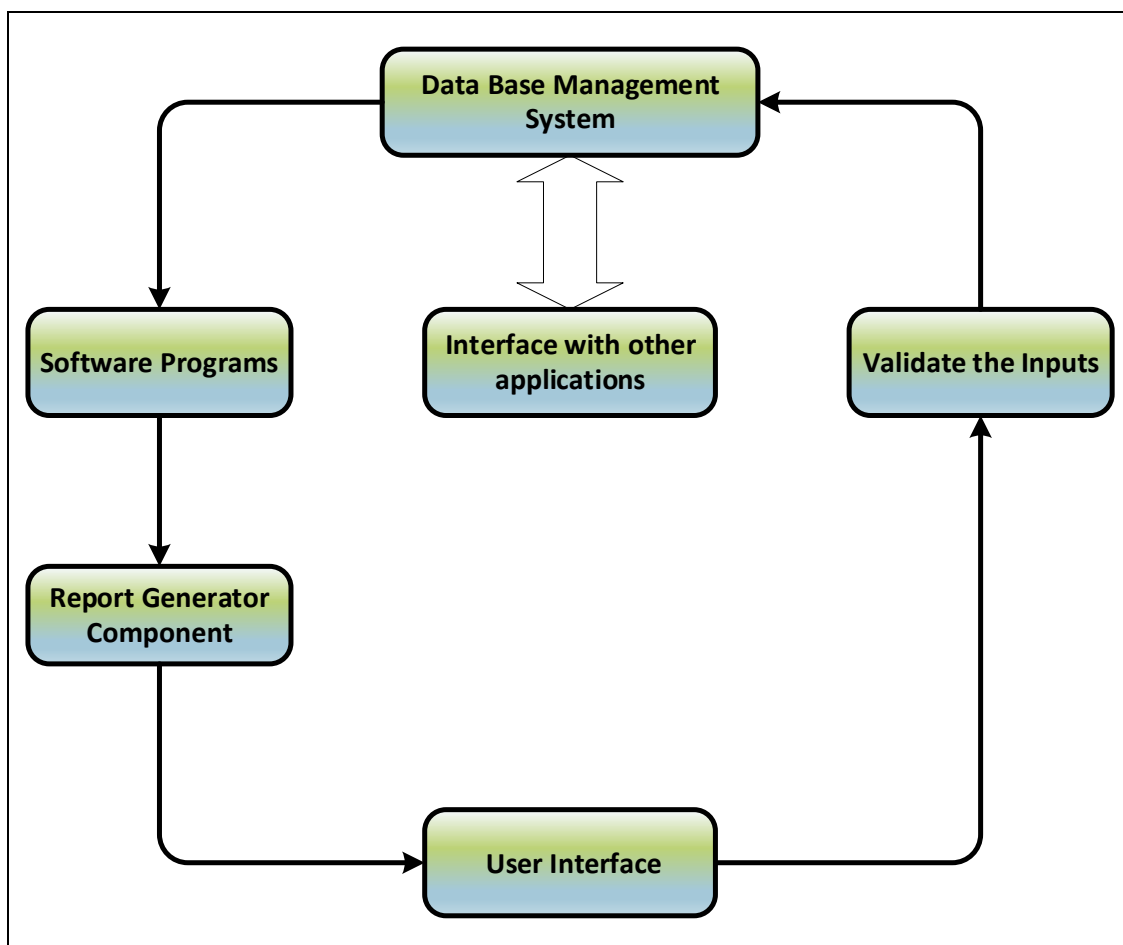 Data Base Management
System
Software Programs
Interface with other
applications
Validate the Inputs
Report Generator
Component
User Interface